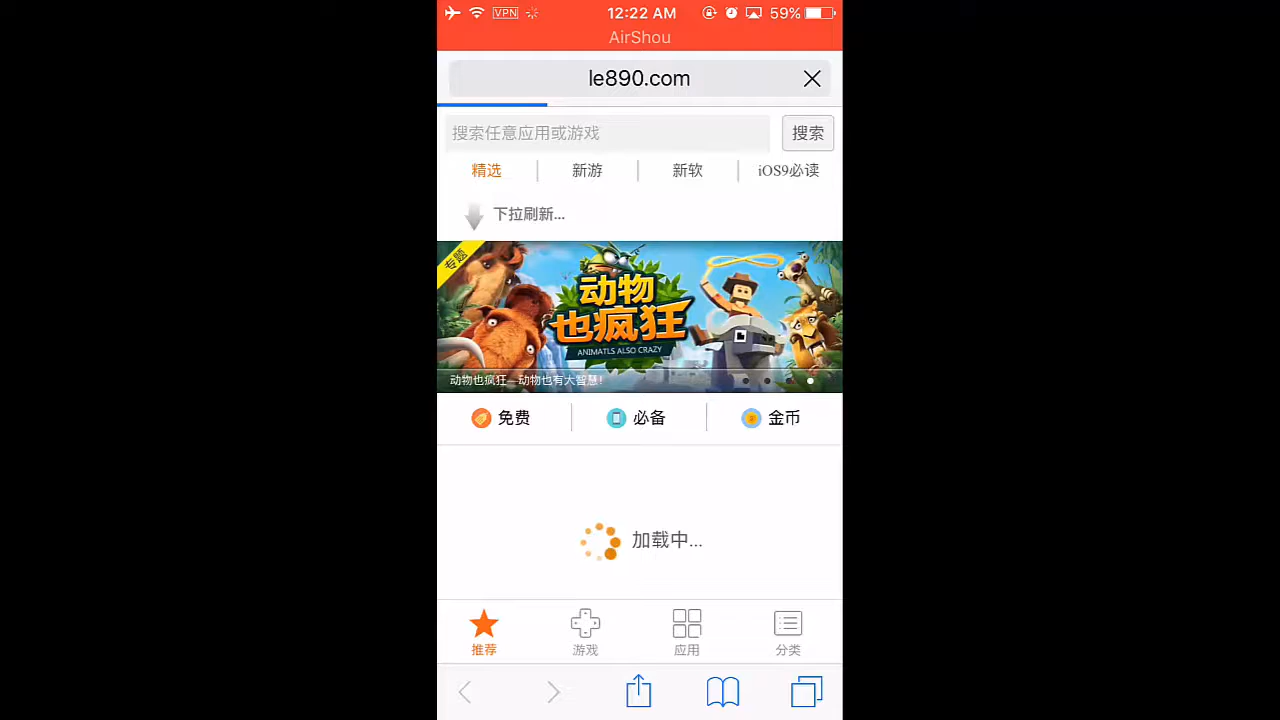 VPN 12:22 AM 59%
AirShou
le890.com
搜索任意应用或游戏 搜索
精选 新游 新软 iOS9必读
下拉刷新...
专题
动物
也疯狂
ANIMATLS ALSO CRAZY
动物也疯狂—动物也有大智慧!
免费 必备 金币
加载中...
推荐 游戏 应用 分类